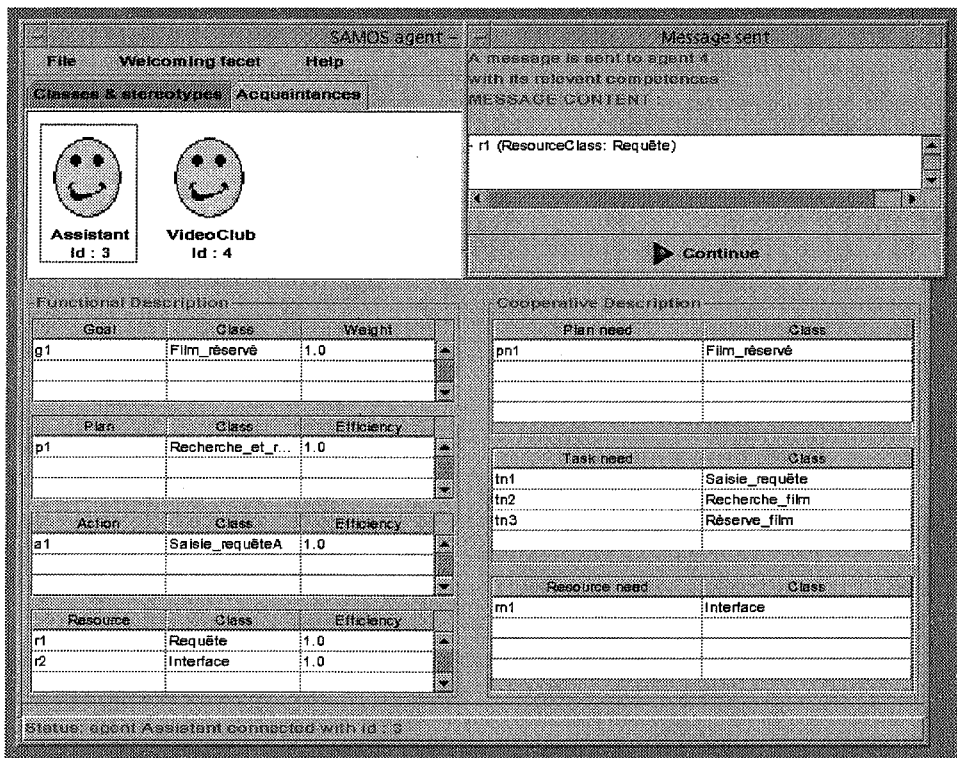 SAMOS agent
File Welcoming facet Help
Classes & stereotypes Acquaintances
Assistant
Id : 3
VideoClub
Id : 4
Message sent
A message is sent to agent 4
with its relevent competences
MESSAGE CONTENT :
- r1 (ResourceClass: Requête)
Continue
Functional Description
Goal Class Weight
g1 Film_réservé 1.0
Plan Class Efficiency
p1 Recherche_et_r... 1.0
Action Class Efficiency
a1 Saisie_requêteA 1.0
Resource Class Efficiency
r1 Requête 1.0
r2 Interface 1.0
Cooperative Description
Plan need Class
pn1 Film_réservé
Task need Class
tn1 Saisie_requête
tn2 Recherche_film
tn3 Réserve_film
Resource need Class
rn1 Interface
Status: agent Assistant connected with id : 3